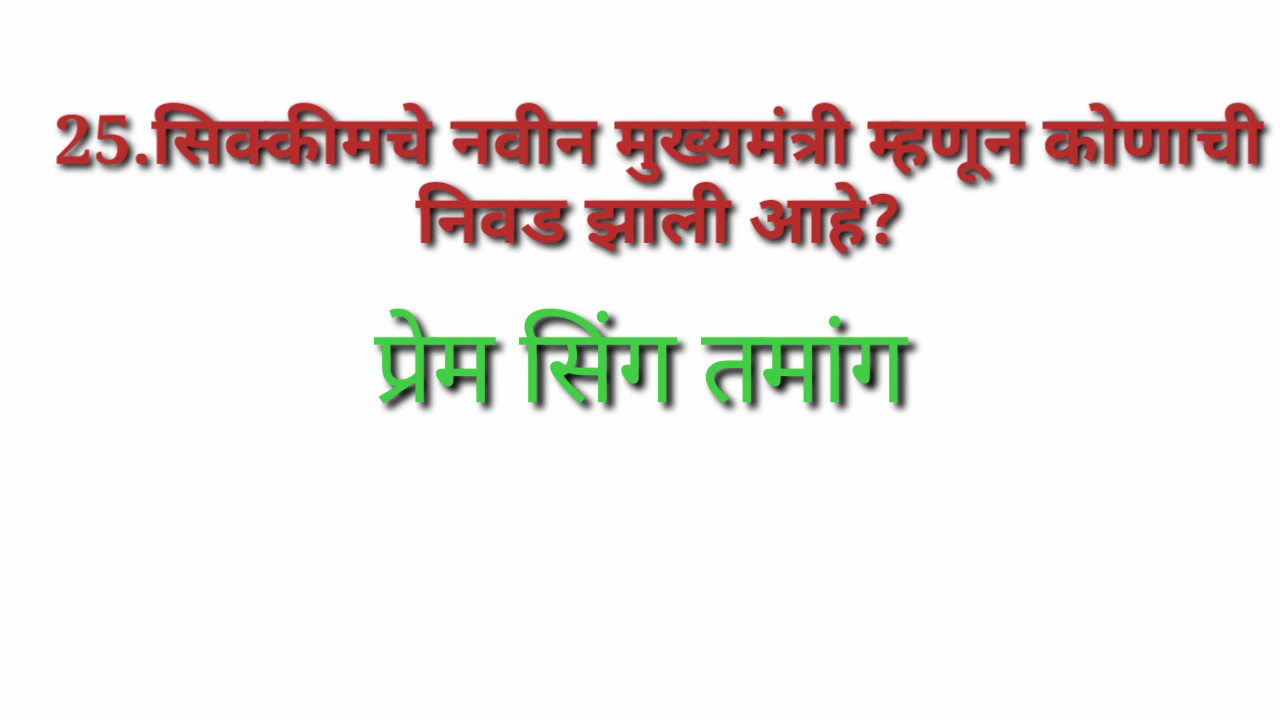 25.सिक्कीमचे नवीन मुख्यमंत्री म्हणून कोणाची
निवड झाली आहे?
प्रेम सिंग तमांग